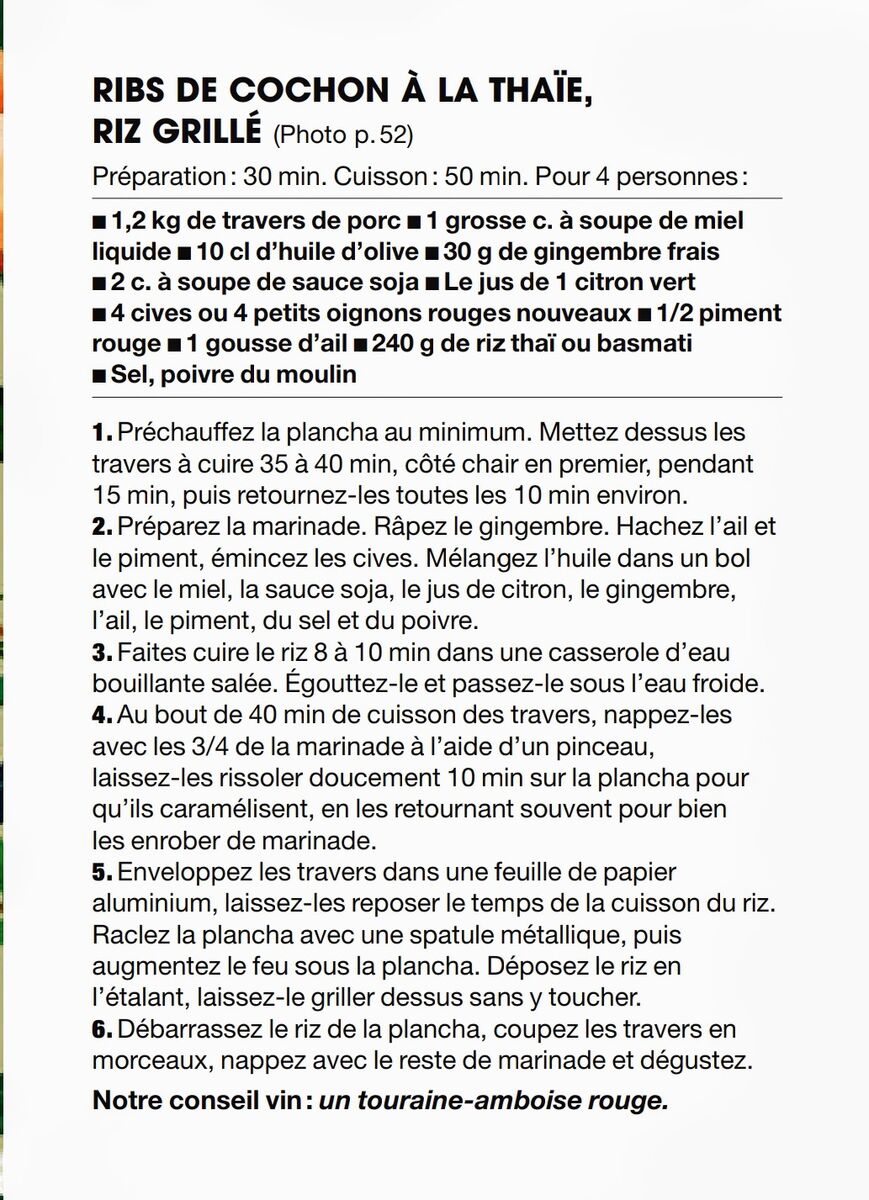 RIBS DE COCHON À LA THAÏE,
RIZ GRILLÉ (Photo p. 52)
Préparation : 30 min. Cuisson : 50 min. Pour 4 personnes :
■ 1,2 kg de travers de porc ■ 1 grosse c. à soupe de miel
liquide ■ 10 cl d’huile d’olive ■ 30 g de gingembre frais
■ 2 c. à soupe de sauce soja ■ Le jus de 1 citron vert
■ 4 cives ou 4 petits oignons rouges nouveaux ■ 1/2 piment
rouge ■ 1 gousse d’ail ■ 240 g de riz thaï ou basmati
■ Sel, poivre du moulin
1. Préchauffez la plancha au minimum. Mettez dessus les
travers à cuire 35 à 40 min, côté chair en premier, pendant
15 min, puis retournez-les toutes les 10 min environ.
2. Préparez la marinade. Râpez le gingembre. Hachez l’ail et
le piment, émincez les cives. Mélangez l’huile dans un bol
avec le miel, la sauce soja, le jus de citron, le gingembre,
l’ail, le piment, du sel et du poivre.
3. Faites cuire le riz 8 à 10 min dans une casserole d’eau
bouillante salée. Égouttez-le et passez-le sous l’eau froide.
4. Au bout de 40 min de cuisson des travers, nappez-les
avec les 3/4 de la marinade à l’aide d’un pinceau,
laissez-les rissoler doucement 10 min sur la plancha pour
qu’ils caramélisent, en les retournant souvent pour bien
les enrober de marinade.
5. Enveloppez les travers dans une feuille de papier
aluminium, laissez-les reposer le temps de la cuisson du riz.
Raclez la plancha avec une spatule métallique, puis
augmentez le feu sous la plancha. Déposez le riz en
l’étalant, laissez-le griller dessus sans y toucher.
6. Débarrassez le riz de la plancha, coupez les travers en
morceaux, nappez avec le reste de marinade et dégustez.
Notre conseil vin : un touraine-amboise rouge.